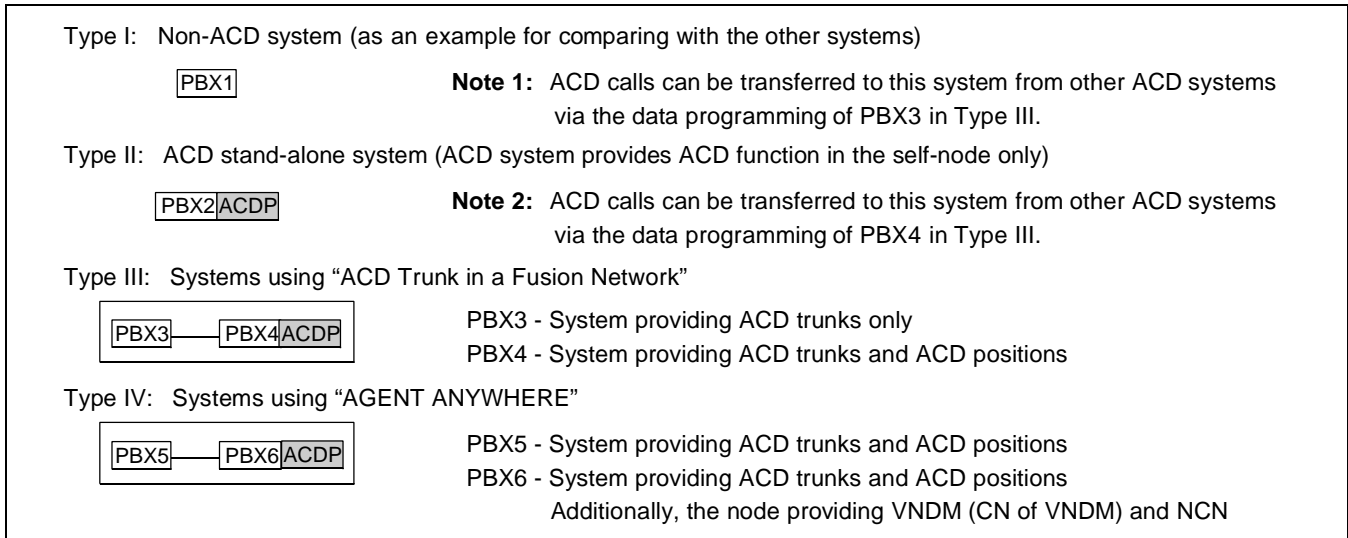 Type I: Non-ACD system (as an example for comparing with the other systems)
PBX1
Note 1: ACD calls can be transferred to this system from other ACD systems
via the data programming of PBX3 in Type III.
Type II: ACD stand-alone system (ACD system provides ACD function in the self-node only)
PBX2 ACDP
Note 2: ACD calls can be transferred to this system from other ACD systems
via the data programming of PBX4 in Type III.
Type III: Systems using “ACD Trunk in a Fusion Network”
PBX3 PBX4 ACDP
PBX3 - System providing ACD trunks only
PBX4 - System providing ACD trunks and ACD positions
Type IV: Systems using “AGENT ANYWHERE”
PBX5 PBX6 ACDP
PBX5 - System providing ACD trunks and ACD positions
PBX6 - System providing ACD trunks and ACD positions
Additionally, the node providing VNDM (CN of VNDM) and NCN